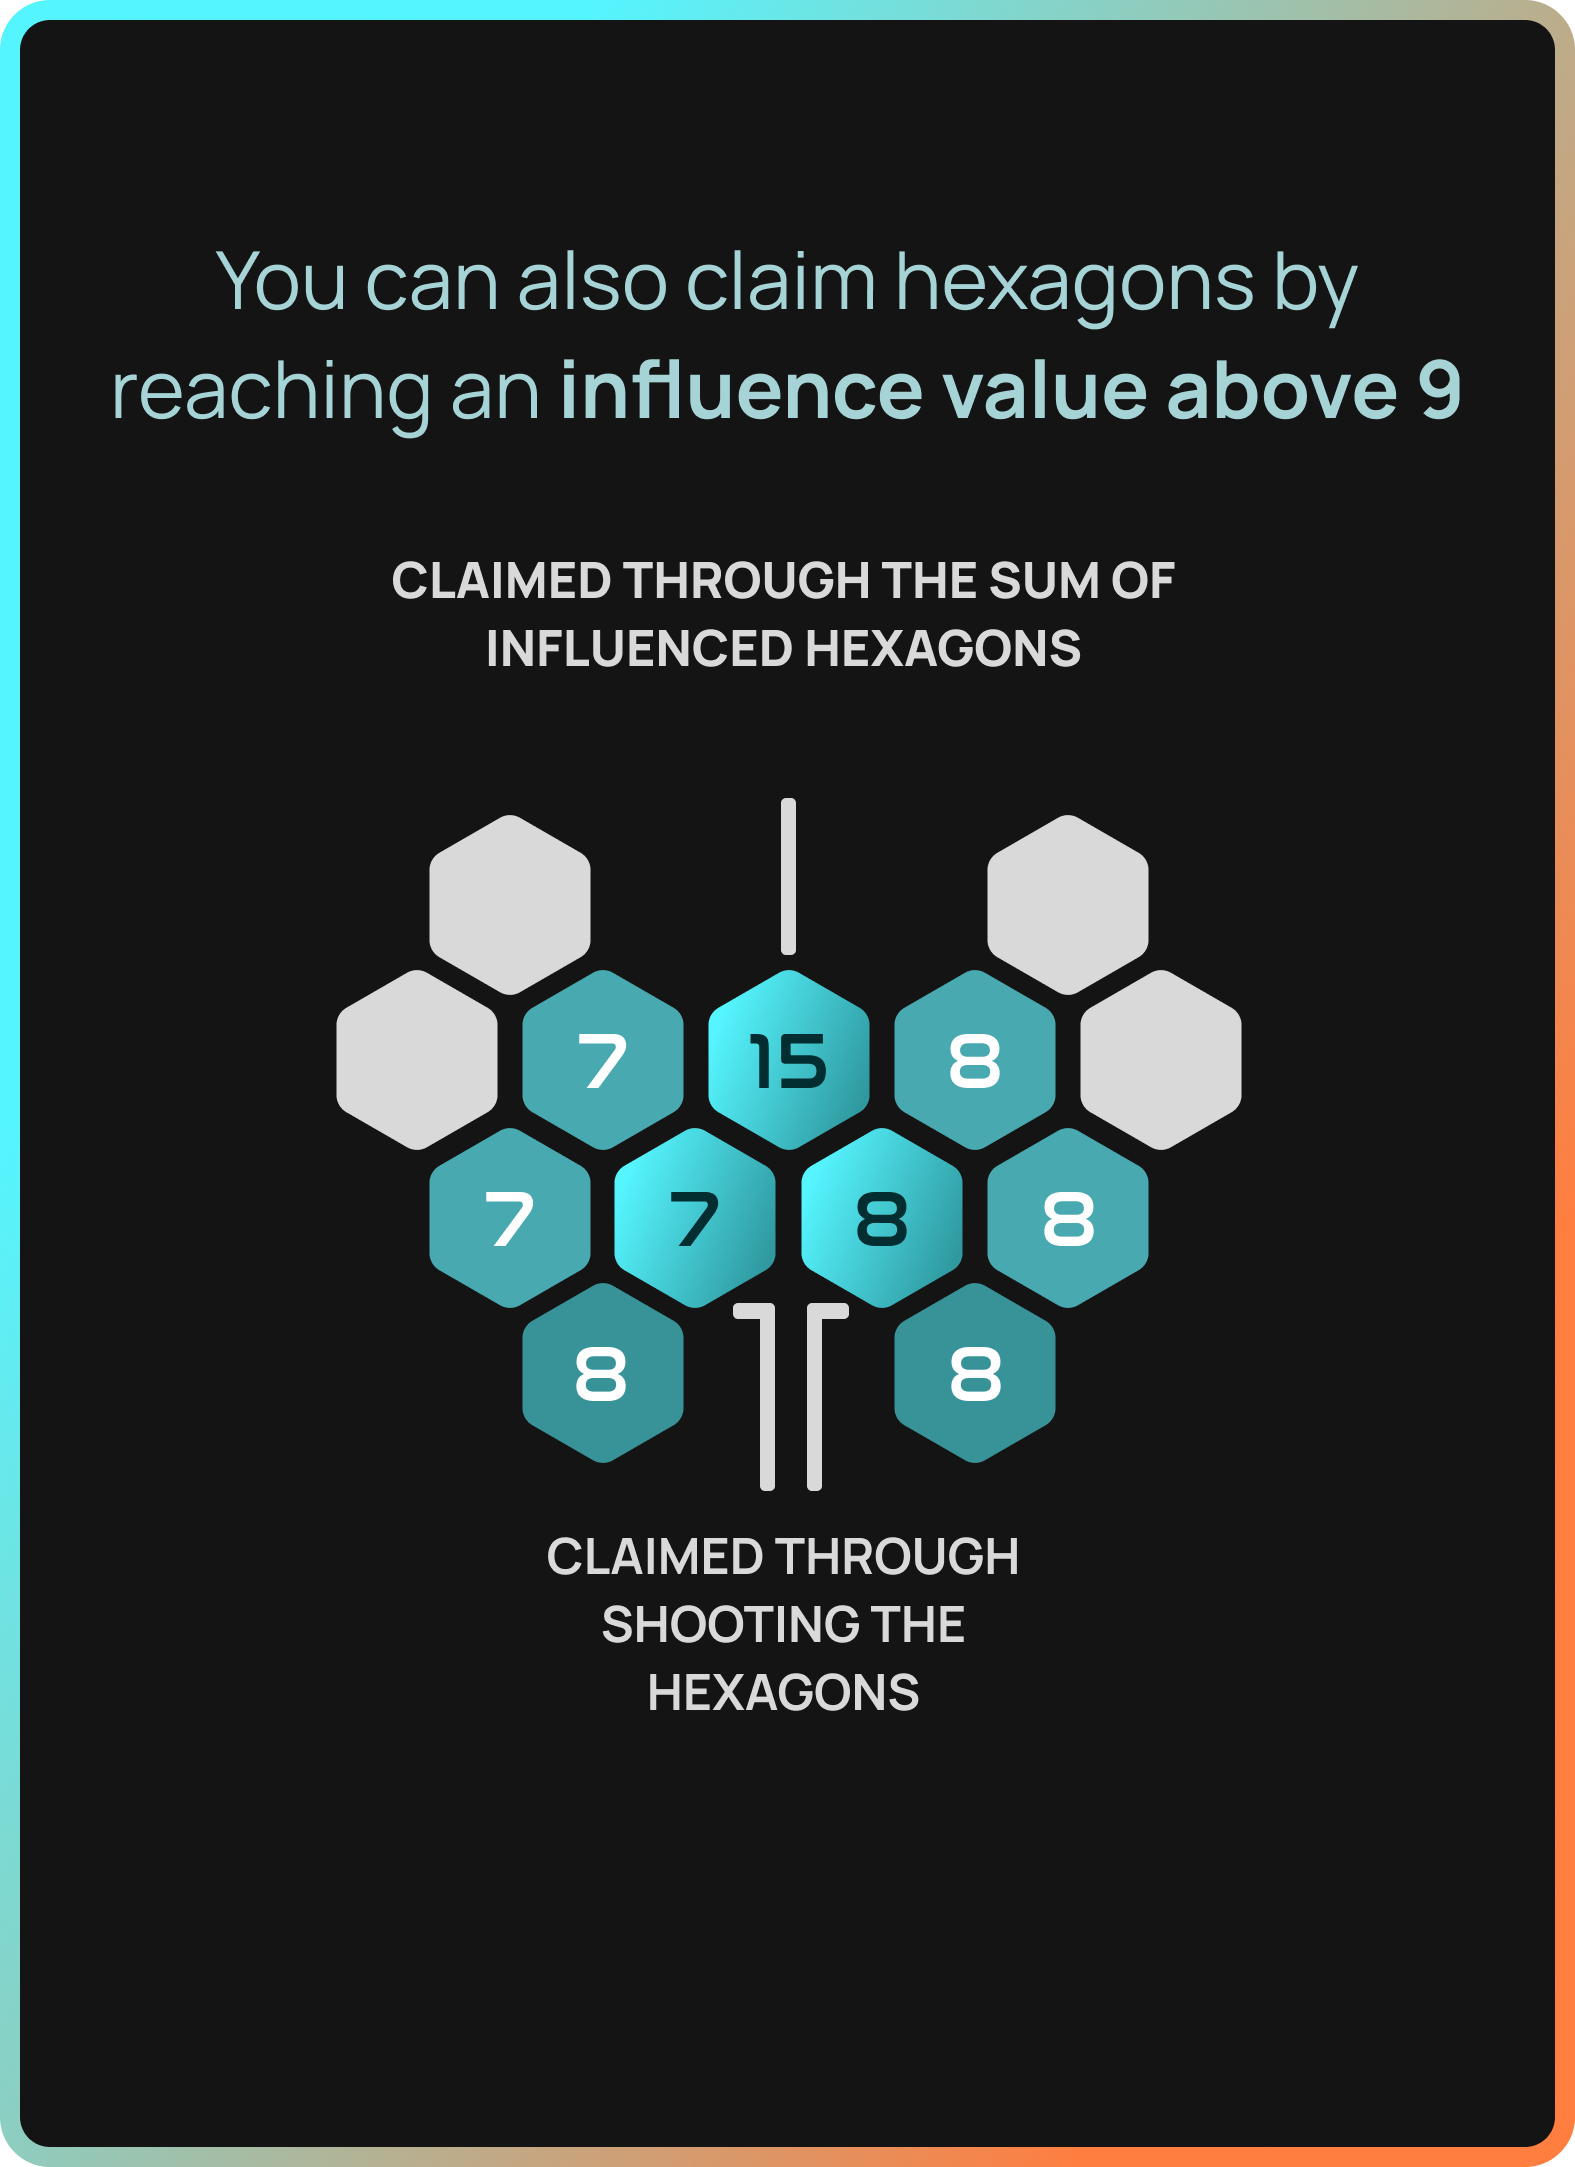 You can also claim hexagons by
reaching an influence value above 9
CLAIMED THROUGH THE SUM OF
INFLUENCED HEXAGONS
7 15 8
7 7 8 8
8 8
CLAIMED THROUGH
SHOOTING THE
HEXAGONS